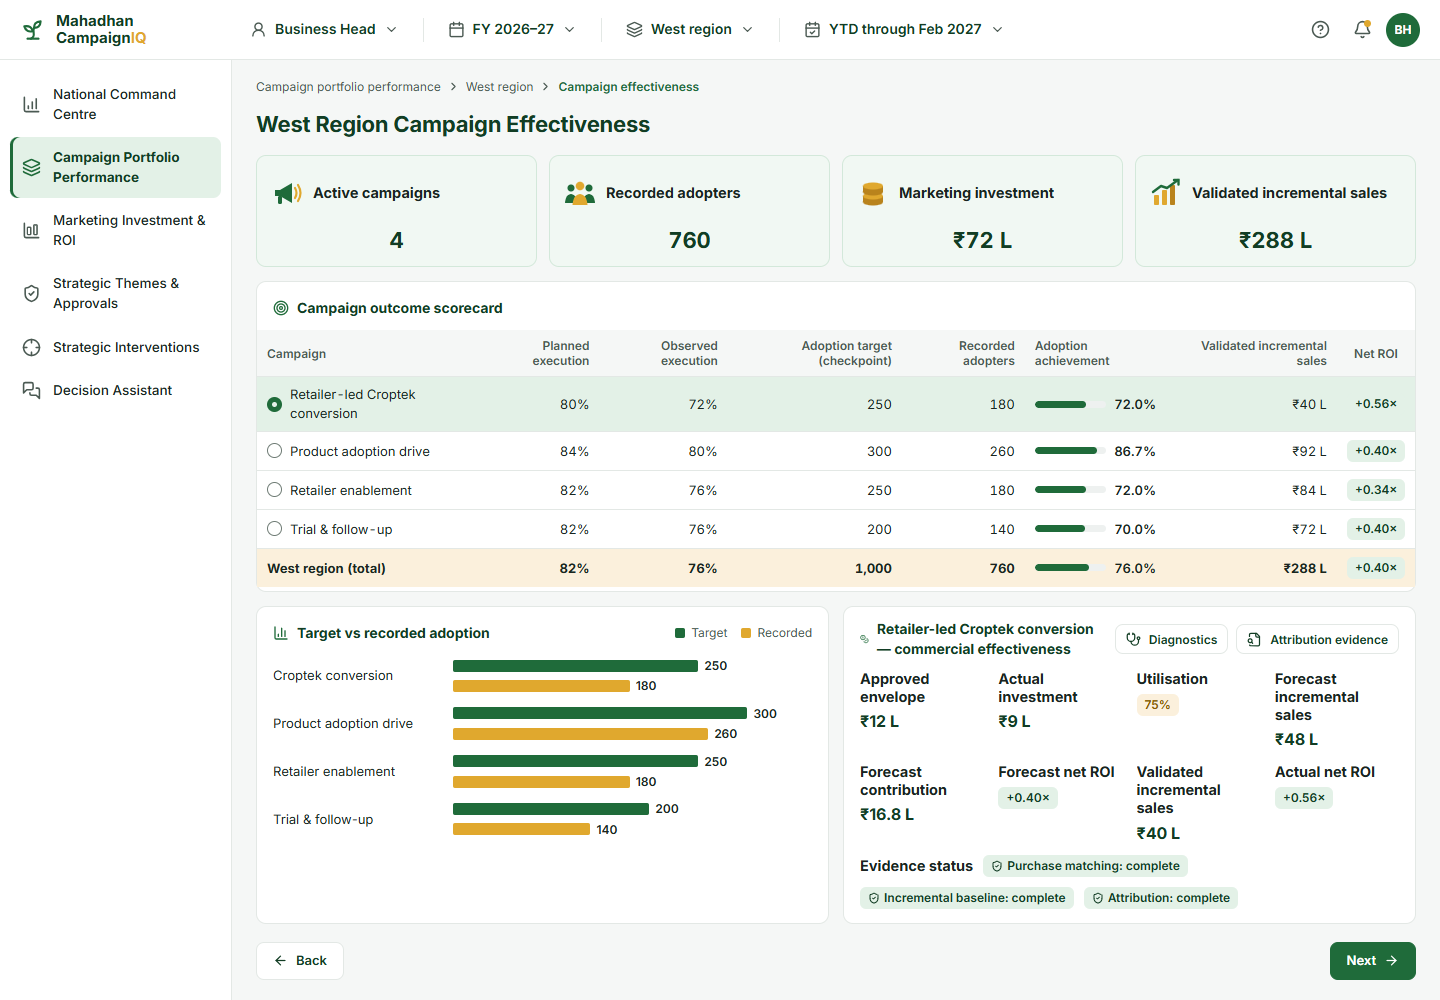 Mahadhan
CampaignIQ
Business Head
FY 2026–27
West region
YTD through Feb 2027
BH
National Command
Centre
Campaign Portfolio
Performance
Marketing Investment &
ROI
Strategic Themes &
Approvals
Strategic Interventions
Decision Assistant
Campaign portfolio performance > West region > Campaign effectiveness
West Region Campaign Effectiveness
Active campaigns
4
Recorded adopters
760
Marketing investment
₹72 L
Validated incremental sales
₹288 L
Campaign outcome scorecard
Campaign
Planned
execution
Observed
execution
Adoption target
(checkpoint)
Recorded
adopters
Adoption
achievement
Validated incremental
sales
Net ROI
Retailer-led Croptek
conversion
80% 72% 250 180 72.0% ₹40 L +0.56×
Product adoption drive 84% 80% 300 260 86.7% ₹92 L +0.40×
Retailer enablement 82% 76% 250 180 72.0% ₹84 L +0.34×
Trial & follow-up 82% 76% 200 140 70.0% ₹72 L +0.40×
West region (total) 82% 76% 1,000 760 76.0% ₹288 L +0.40×
Target vs recorded adoption
Target
Recorded
Croptek conversion
250
180
Product adoption drive
300
260
Retailer enablement
250
180
Trial & follow-up
200
140
Retailer-led Croptek conversion
— commercial effectiveness
Diagnostics
Attribution evidence
Approved
envelope
₹12 L
Actual
investment
₹9 L
Utilisation
75%
Forecast
incremental
sales
₹48 L
Forecast
contribution
₹16.8 L
Forecast net ROI
+0.40×
Validated
incremental
sales
₹40 L
Actual net ROI
+0.56×
Evidence status
Purchase matching: complete
Incremental baseline: complete
Attribution: complete
Back
Next